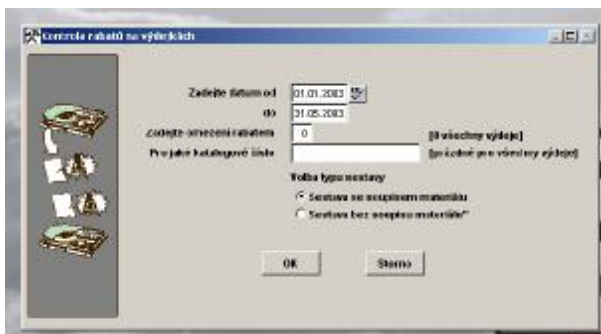 Kontrola rabatů na výdejkách
Zadejte datum od 01.01.2003
do 31.05.2003
Zadejte omezení rabatem 0 [0 všechny výdeje]
Pro jaké katalogové číslo [prázdné pro všechny výdeje]
Volba typu sestavy
Sestava se soupisem materiálu
Sestava bez soupisu materiálu"
OK Storno